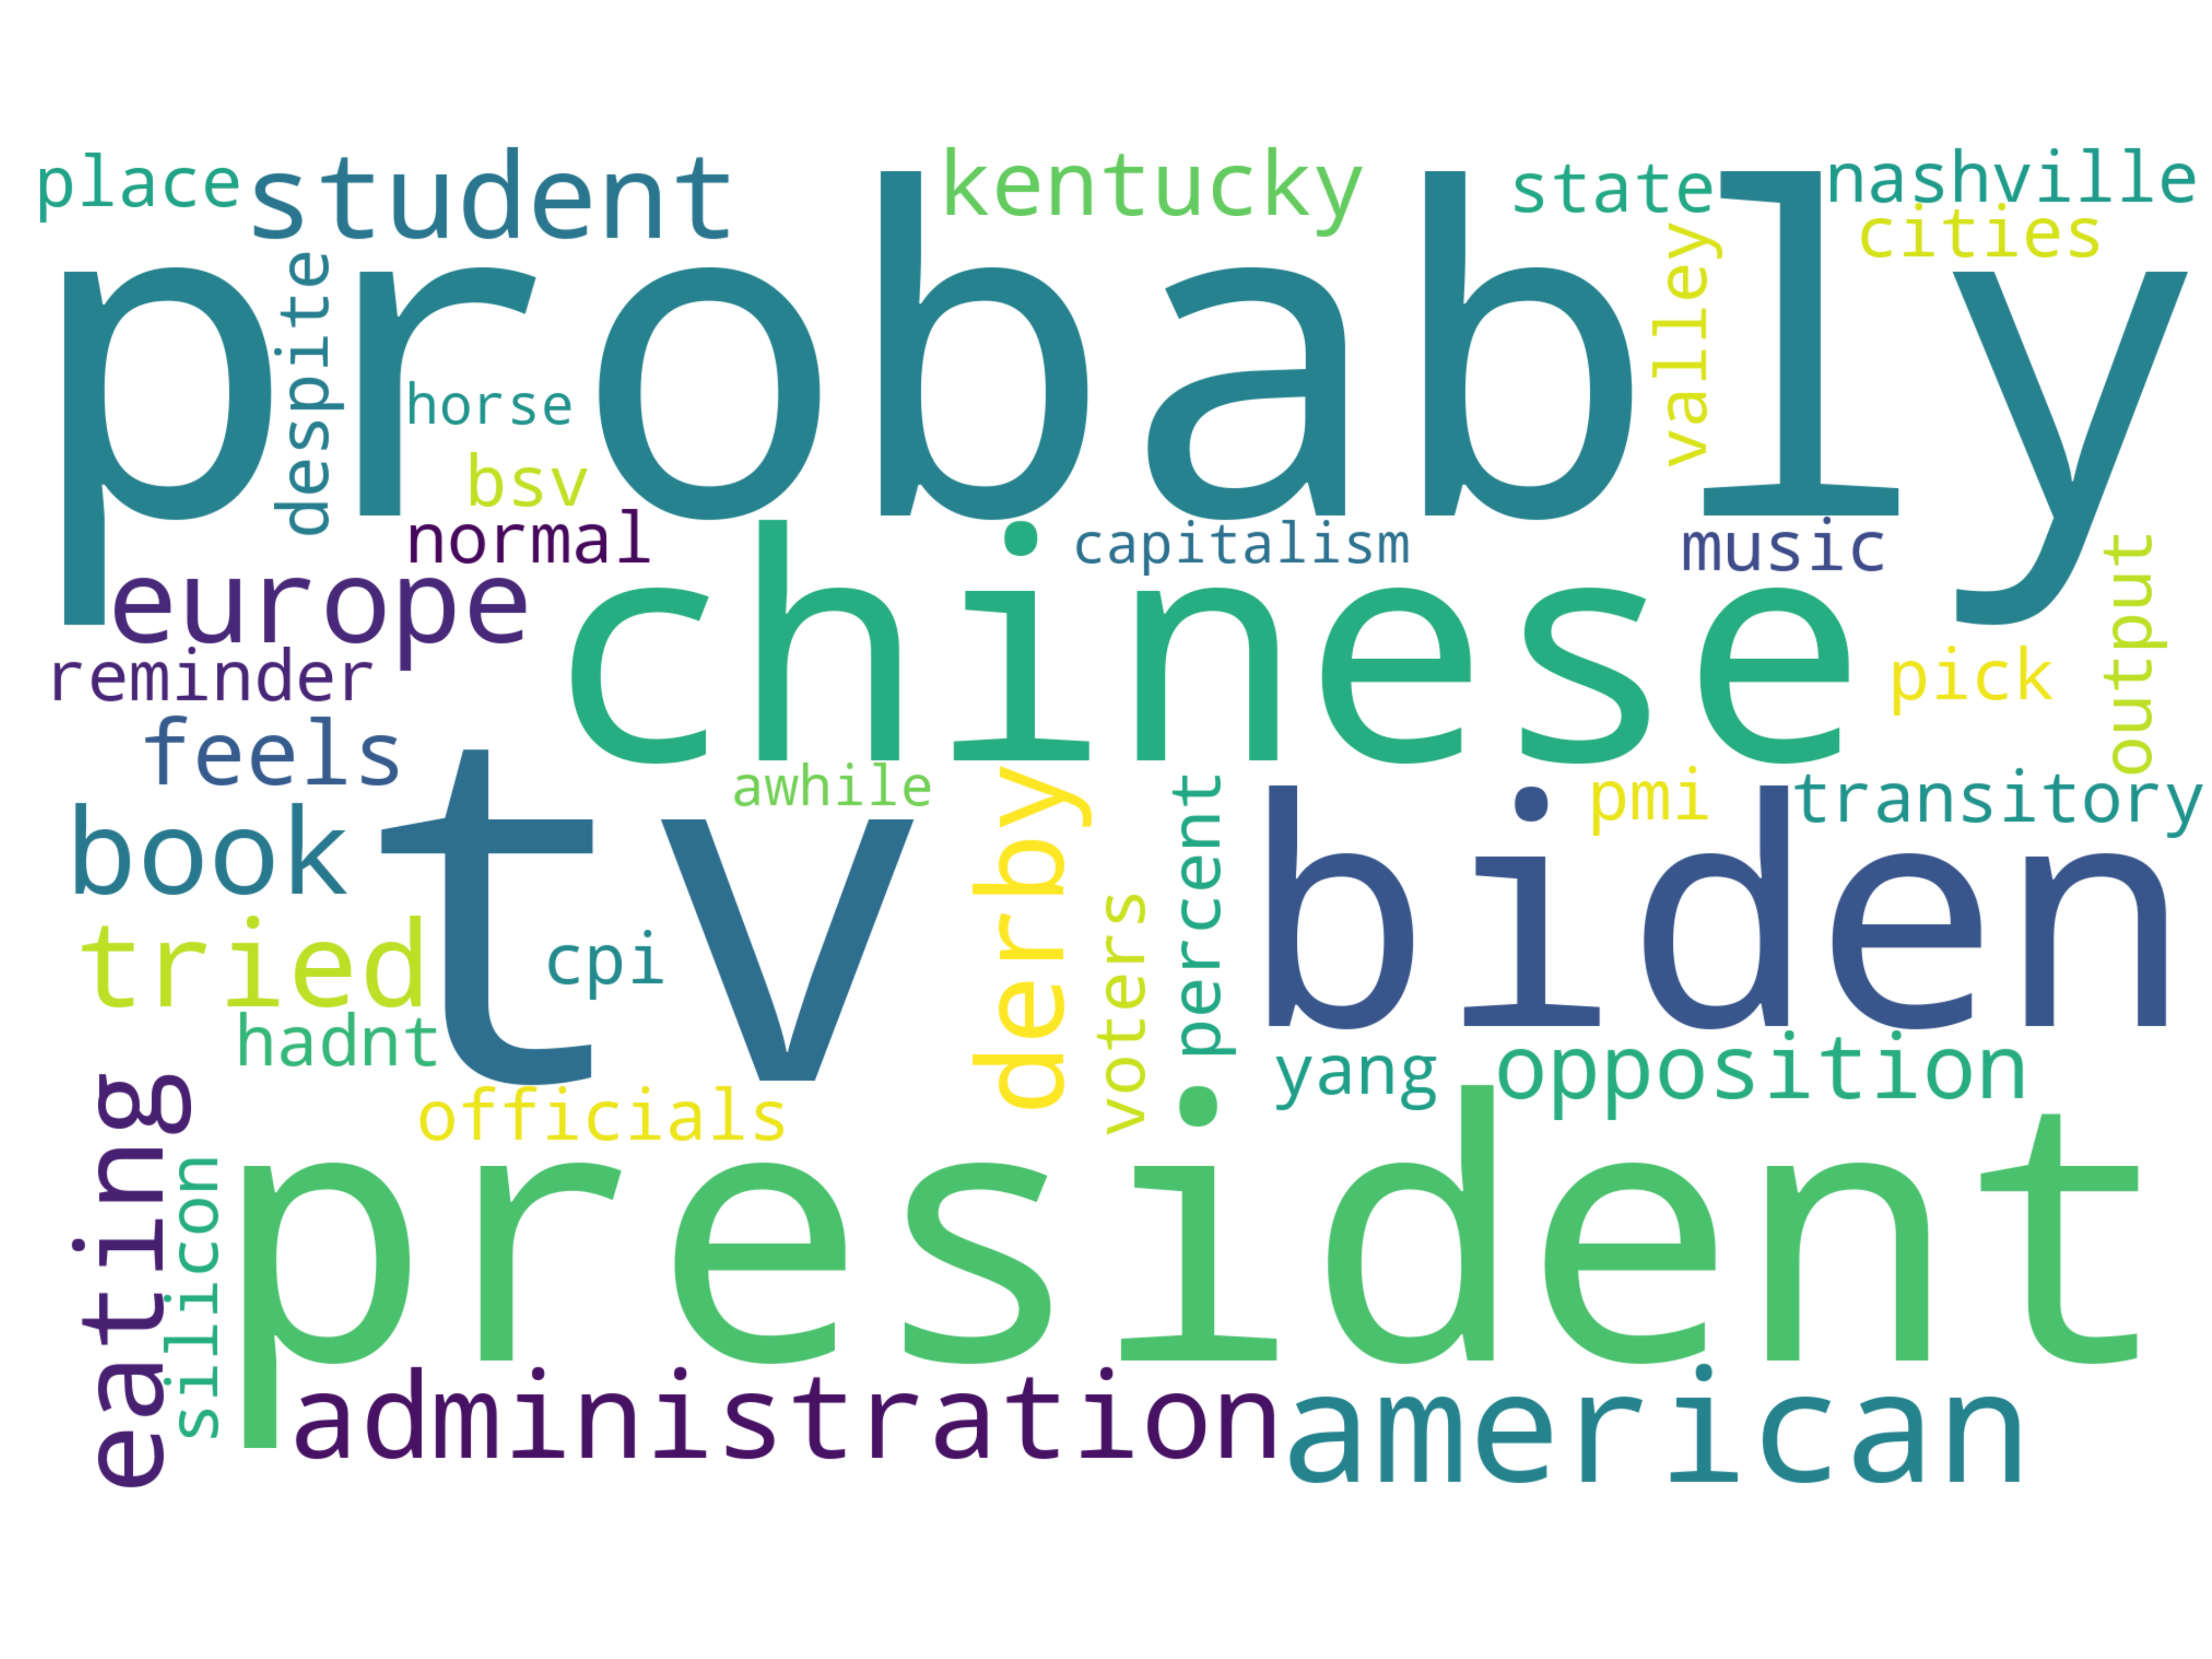 place
student
kentucky
state
nashville
cities
probably
despite
valley
horse
bsv
normal
capitalism
music
output
europe
chinese
reminder
pick
feels
awhile
derby
percent
pmi
transitory
book
tv
biden
tried
cpi
voters
hadnt
yang
opposition
officials
eating
silicon
president
administration
american